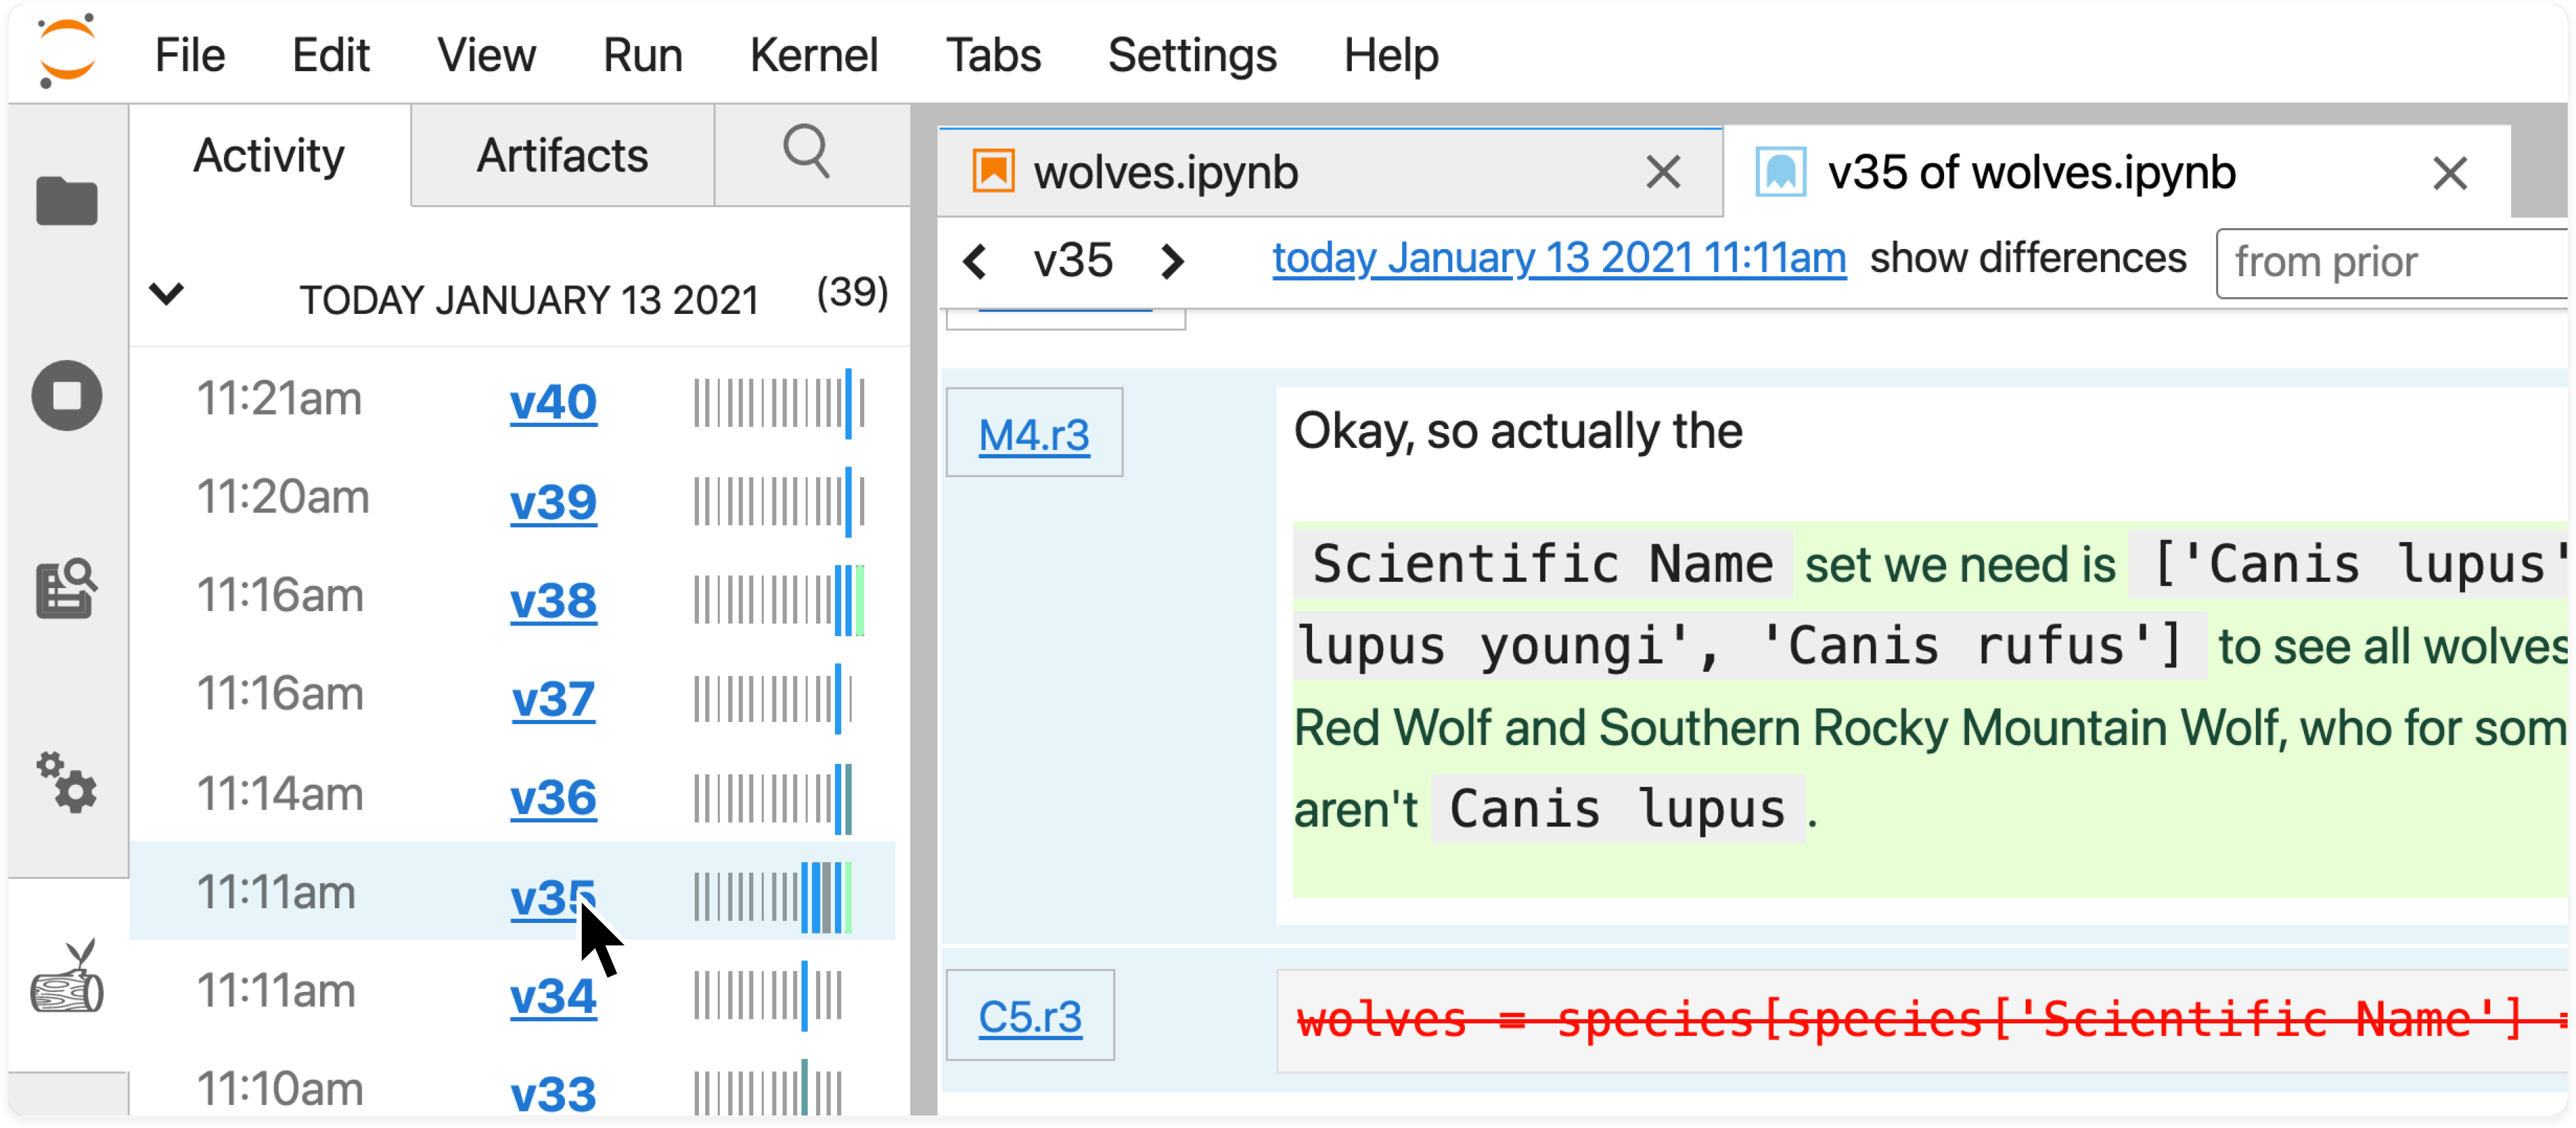 File Edit View Run Kernel Tabs Settings Help
Activity Artifacts
TODAY JANUARY 13 2021 (39)
11:21am v40
11:20am v39
11:16am v38
11:16am v37
11:14am v36
11:11am v35
11:11am v34
11:10am v33
wolves.ipynb
v35 of wolves.ipynb
v35 today January 13 2021 11:11am show differences from prior
M4.r3
Okay, so actually the
Scientific Name set we need is ['Canis lupus'
lupus youngi', 'Canis rufus'] to see all wolves
Red Wolf and Southern Rocky Mountain Wolf, who for som
aren't Canis lupus.
C5.r3
wolves = species[species['Scientific Name'] =